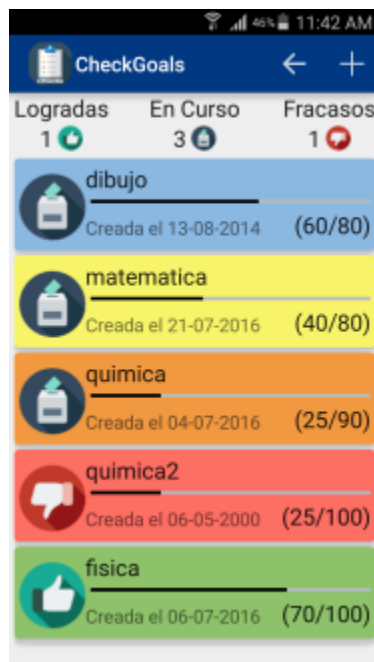 46% 11:42 AM
CheckGoals
Logradas En Curso Fracasos
1 3 1
dibujo
Creada el 13-08-2014 (60/80)
matematica
Creada el 21-07-2016 (40/80)
quimica
Creada el 04-07-2016 (25/90)
quimica2
Creada el 06-05-2000 (25/100)
fisica
Creada el 06-07-2016 (70/100)